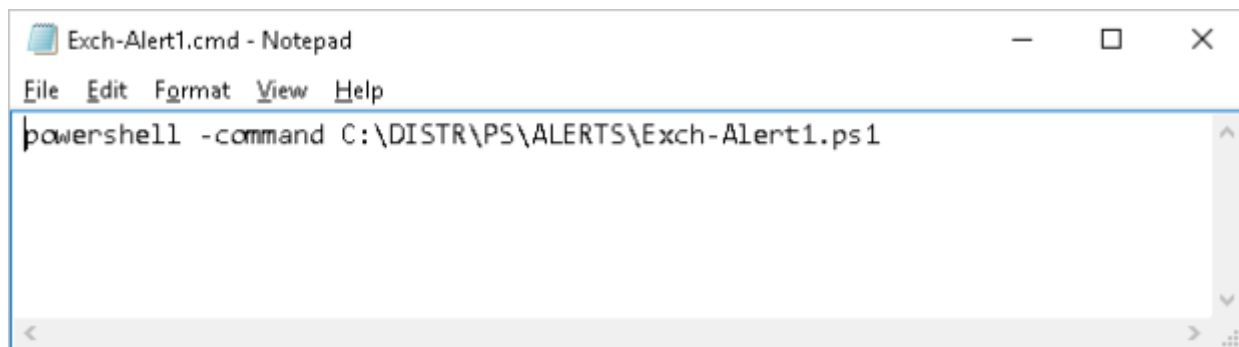 Exch-Alert1.cmd - Notepad
File Edit Format View Help
powershell -command C:\DISTR\PS\ALERTS\Exch-Alert1.ps1